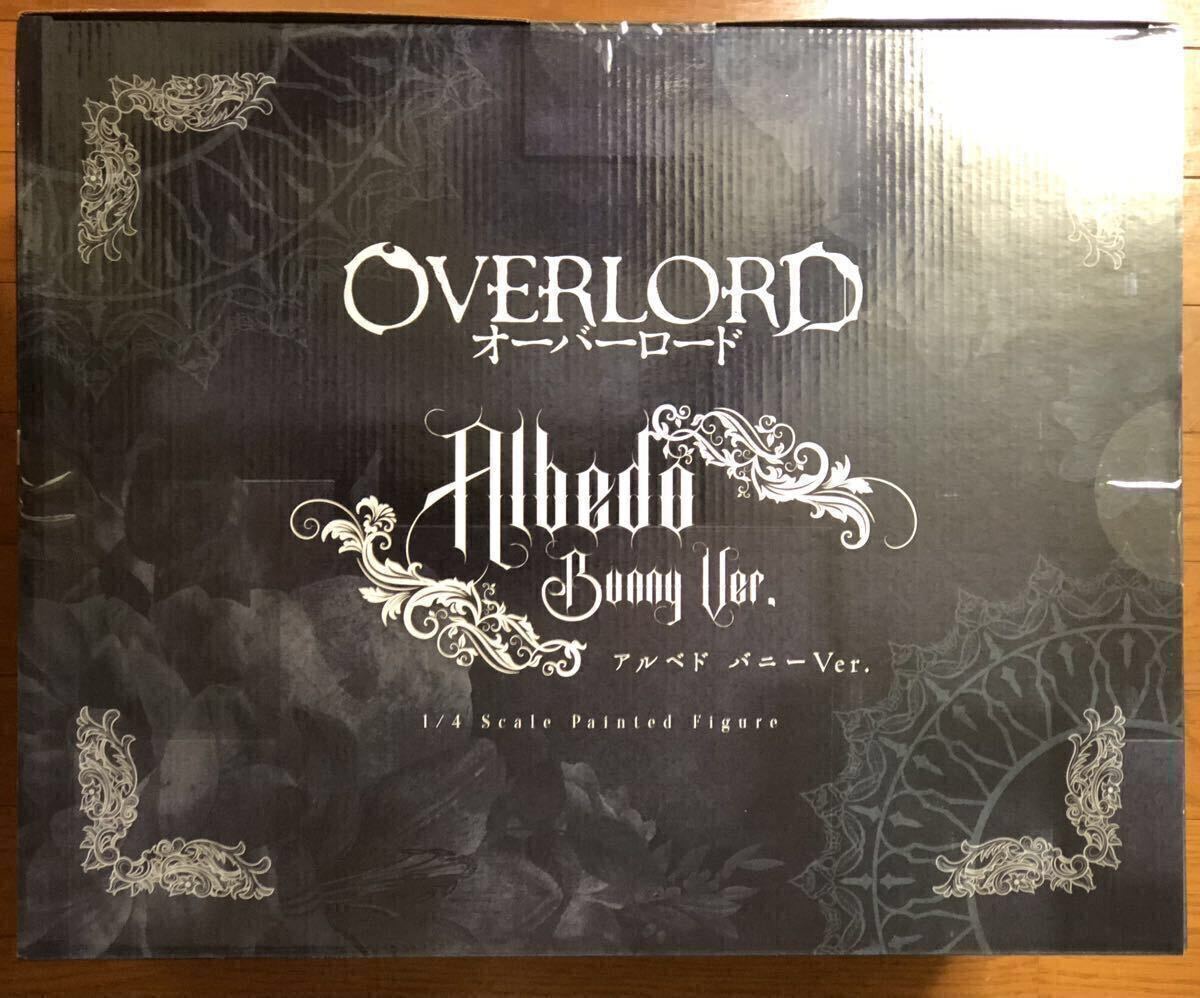 OVERLORD
オーバーロード
Albedo
Bunny Ver.
アルベド バニーVer.
1/4 Scale Painted Figure